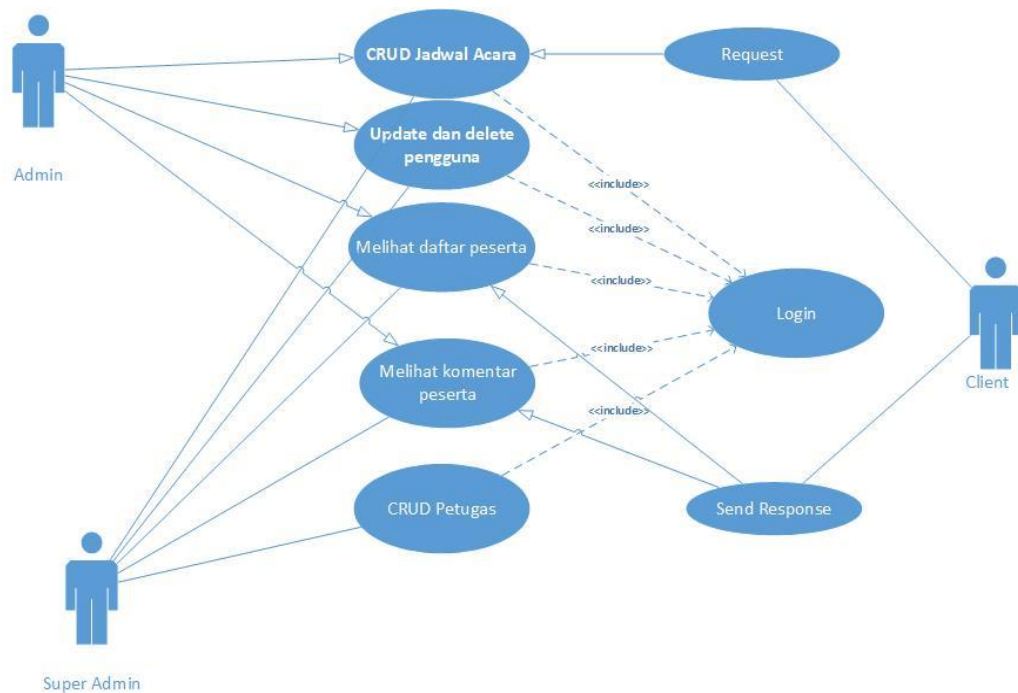 CRUD Jadwal Acara
Request
Update dan delete
pengguna
Admin
<<include>>
<<include>>
Melihat daftar peserta
<<include>>
Login
<<include>>
Melihat komentar
peserta
Client
<<include>>
CRUD Petugas
Send Response
Super Admin